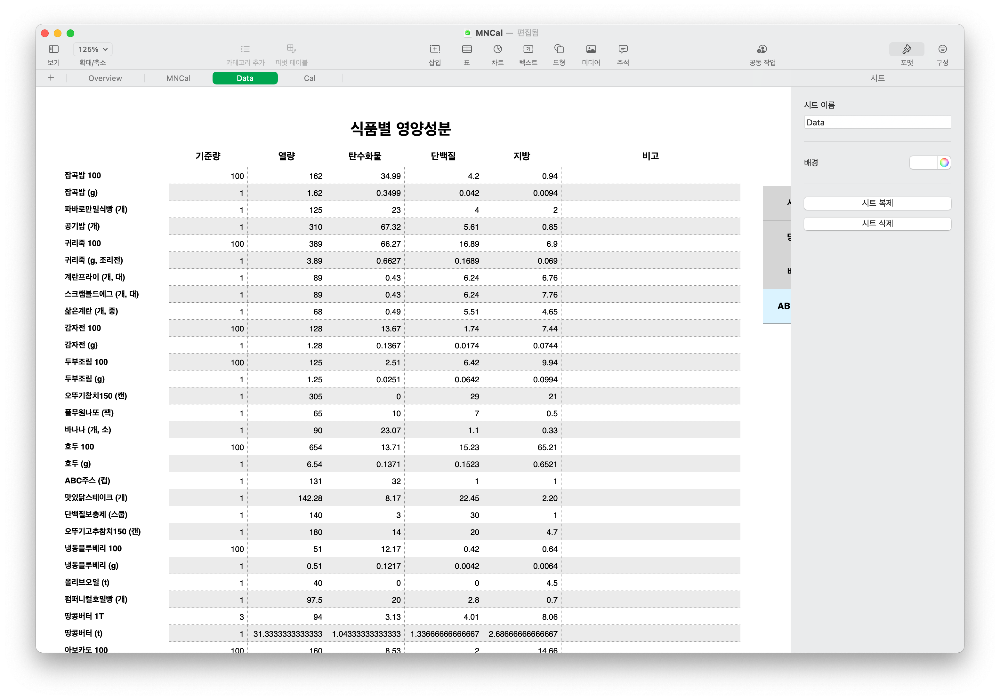 MNCal — 편집됨
보기
125%
확대/축소
카테고리 추가
피벗 테이블
삽입
표
차트
텍스트
도형
미디어
주석
공동 작업
포맷
구성
Overview
MNCal
Data
Cal
시트
시트 이름
Data
배경
시트 복제
시트 삭제
식품별 영양성분
기준량 열량 탄수화물 단백질 지방 비고
잡곡밥 100 100 162 34.99 4.2 0.94
잡곡밥 (g) 1 1.62 0.3499 0.042 0.0094
파바로만밀식빵 (개) 1 125 23 4 2
공기밥 (개) 1 310 67.32 5.61 0.85
귀리죽 100 100 389 66.27 16.89 6.9
귀리죽 (g, 조리전) 1 3.89 0.6627 0.1689 0.069
계란프라이 (개, 대) 1 89 0.43 6.24 6.76
스크램블드에그 (개, 대) 1 89 0.43 6.24 7.76
삶은계란 (개, 중) 1 68 0.49 5.51 4.65
감자전 100 100 128 13.67 1.74 7.44
감자전 (g) 1 1.28 0.1367 0.0174 0.0744
두부조림 100 100 125 2.51 6.42 9.94
두부조림 (g) 1 1.25 0.0251 0.0642 0.0994
오뚜기참치150 (캔) 1 305 0 29 21
풀무원나또 (팩) 1 65 10 7 0.5
바나나 (개, 소) 1 90 23.07 1.1 0.33
호두 100 100 654 13.71 15.23 65.21
호두 (g) 1 6.54 0.1371 0.1523 0.6521
ABC주스 (컵) 1 131 32 1 1
맛있닭스테이크 (개) 1 142.28 8.17 22.45 2.20
단백질보충제 (스쿱) 1 140 3 30 1
오뚜기고추참치150 (캔) 1 180 14 20 4.7
냉동블루베리 100 100 51 12.17 0.42 0.64
냉동블루베리 (g) 1 0.51 0.1217 0.0042 0.0064
올리브오일 (t) 1 40 0 0 4.5
펌퍼니컬호밀빵 (개) 1 97.5 20 2.8 0.7
땅콩버터 1T 3 94 3.13 4.01 8.06
땅콩버터 (t) 1 31.3333333333333 1.04333333333333 1.33666666666667 2.68666666666667
아보카도 100 100 160 8.53 2 14.66
AB